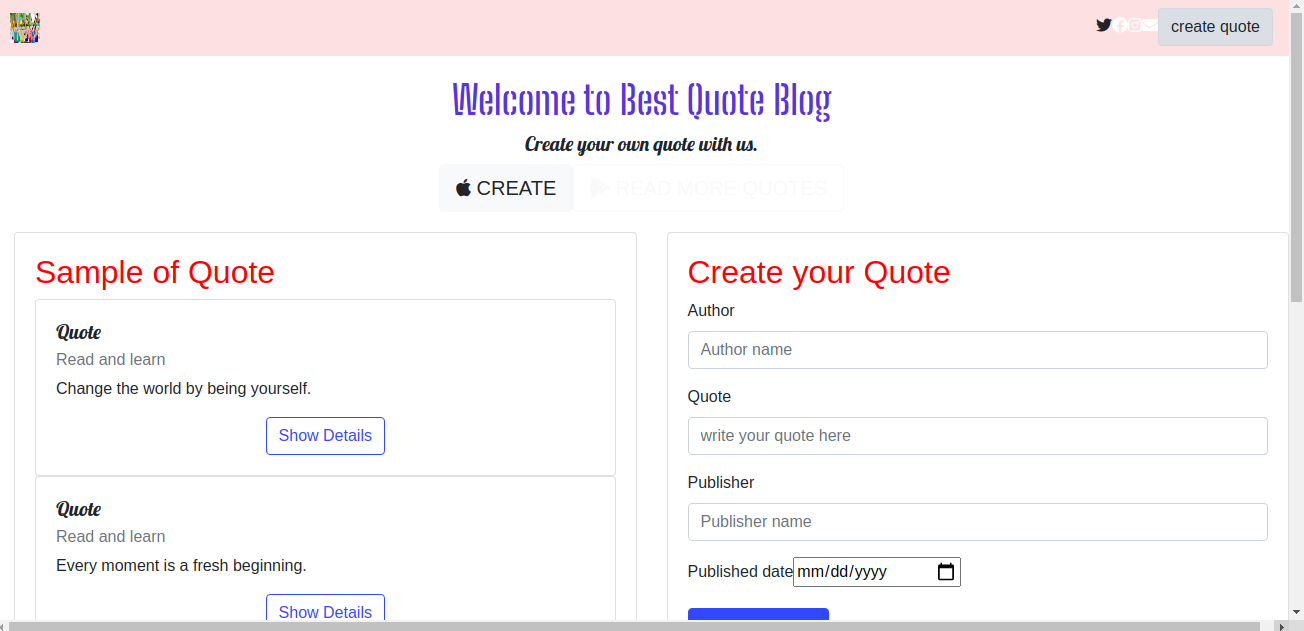 create quote
Welcome to Best Quote Blog
Create your own quote with us.
CREATE
READ MORE QUOTES
Sample of Quote
Quote
Read and learn
Change the world by being yourself.
Show Details
Quote
Read and learn
Every moment is a fresh beginning.
Show Details
Create your Quote
Author
Author name
Quote
write your quote here
Publisher
Publisher name
Published date mm/dd/yyyy